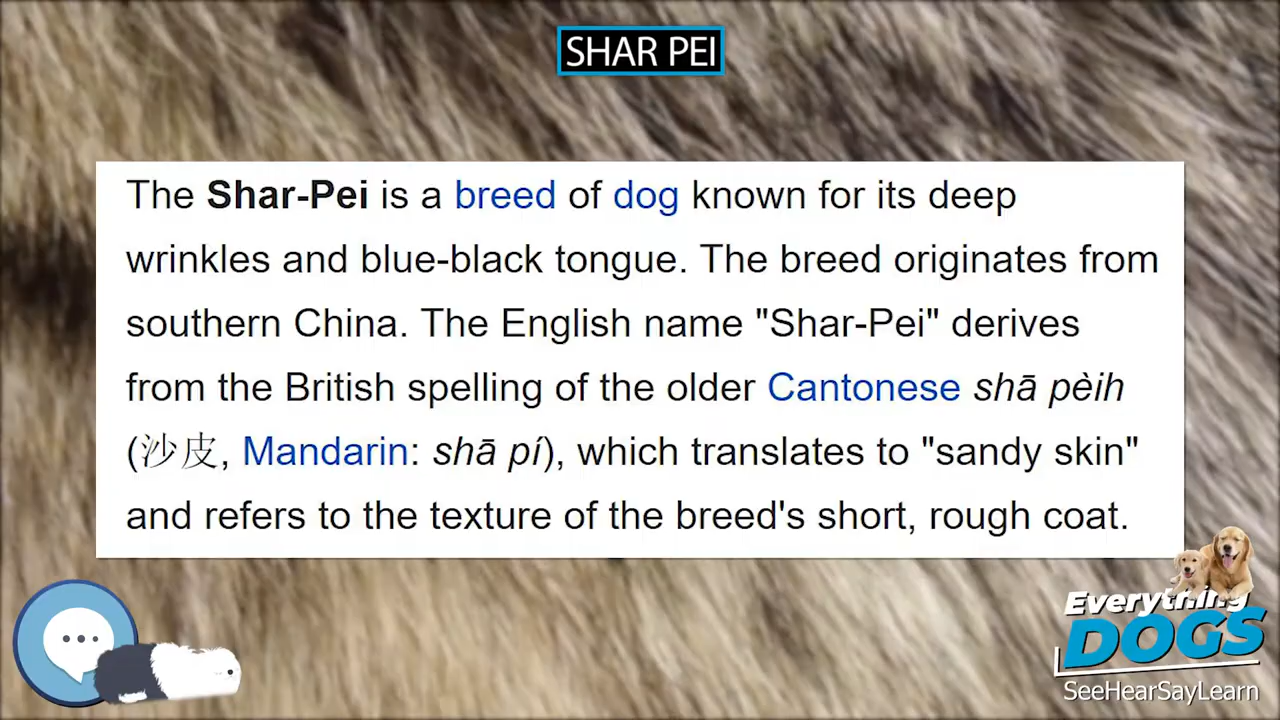 SHAR PEI
The Shar-Pei is a breed of dog known for its deep
wrinkles and blue-black tongue. The breed originates from
southern China. The English name "Shar-Pei" derives
from the British spelling of the older Cantonese shā pèih
(沙皮, Mandarin: shā pí), which translates to "sandy skin"
and refers to the texture of the breed's short, rough coat.
Everything
DOGS
SeeHearSayLearn